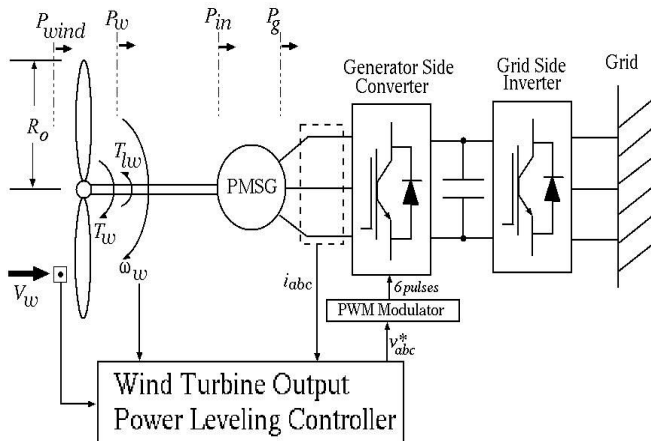 P_wind
P_w
P_in
P_g
Generator Side
Converter
Grid Side
Inverter
Grid
R_o
T_lw
T_w
PMSG
ω_w
V_w
i_abc
6 pulses
PWM Modulator
v*_abc
Wind Turbine Output
Power Leveling Controller